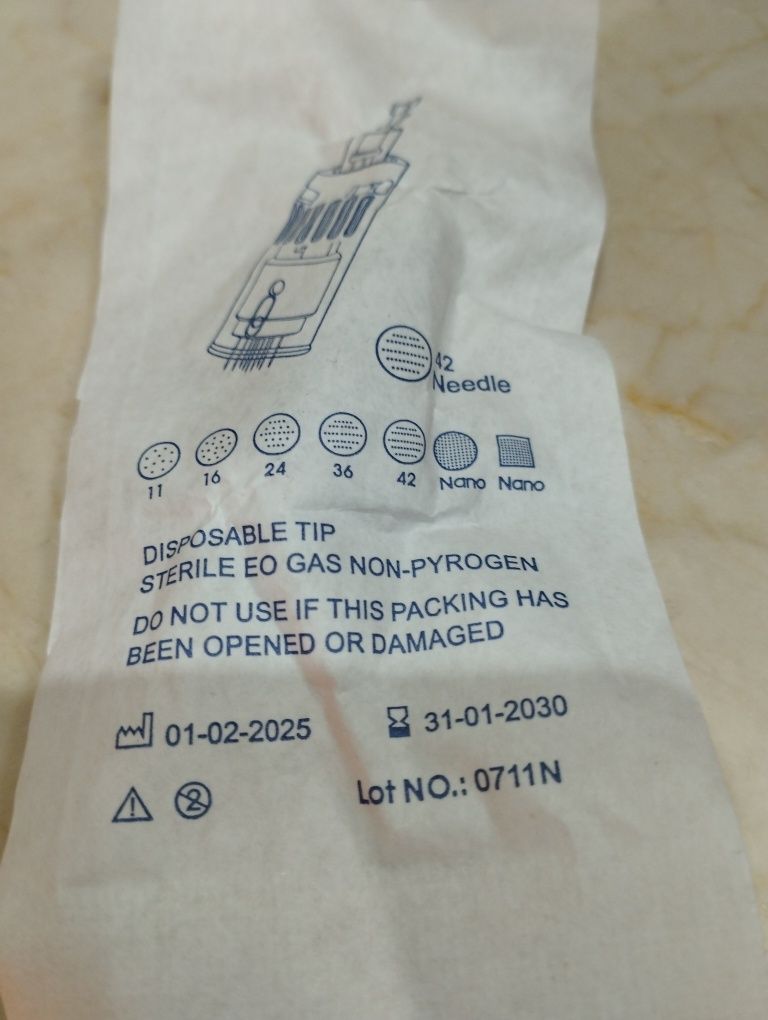 42
Needle
11 16 24 36 42 Nano Nano
DISPOSABLE TIP
STERILE EO GAS NON-PYROGEN
DO NOT USE IF THIS PACKING HAS
BEEN OPENED OR DAMAGED
01-02-2025 31-01-2030
2 Lot NO.: 0711N